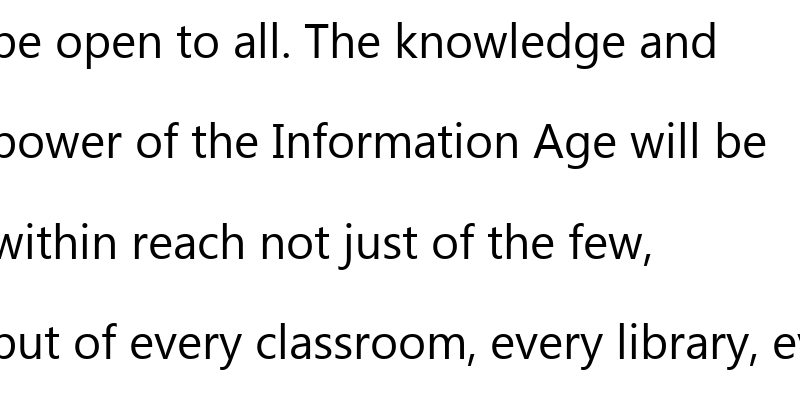 be open to all. The knowledge and
power of the Information Age will be
within reach not just of the few,
but of every classroom, every library,